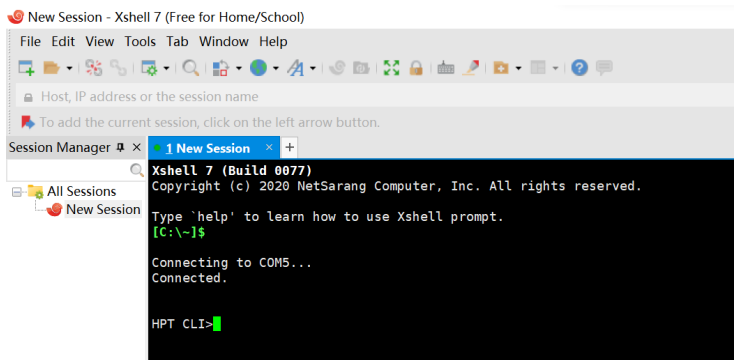 New Session - Xshell 7 (Free for Home/School)
File Edit View Tools Tab Window Help
Host, IP address or the session name
To add the current session, click on the left arrow button.
Session Manager
1 New Session
All Sessions
New Session
Xshell 7 (Build 0077)
Copyright (c) 2020 NetSarang Computer, Inc. All rights reserved.
Type `help' to learn how to use Xshell prompt.
[C:\~]$
Connecting to COM5...
Connected.
HPT CLI>